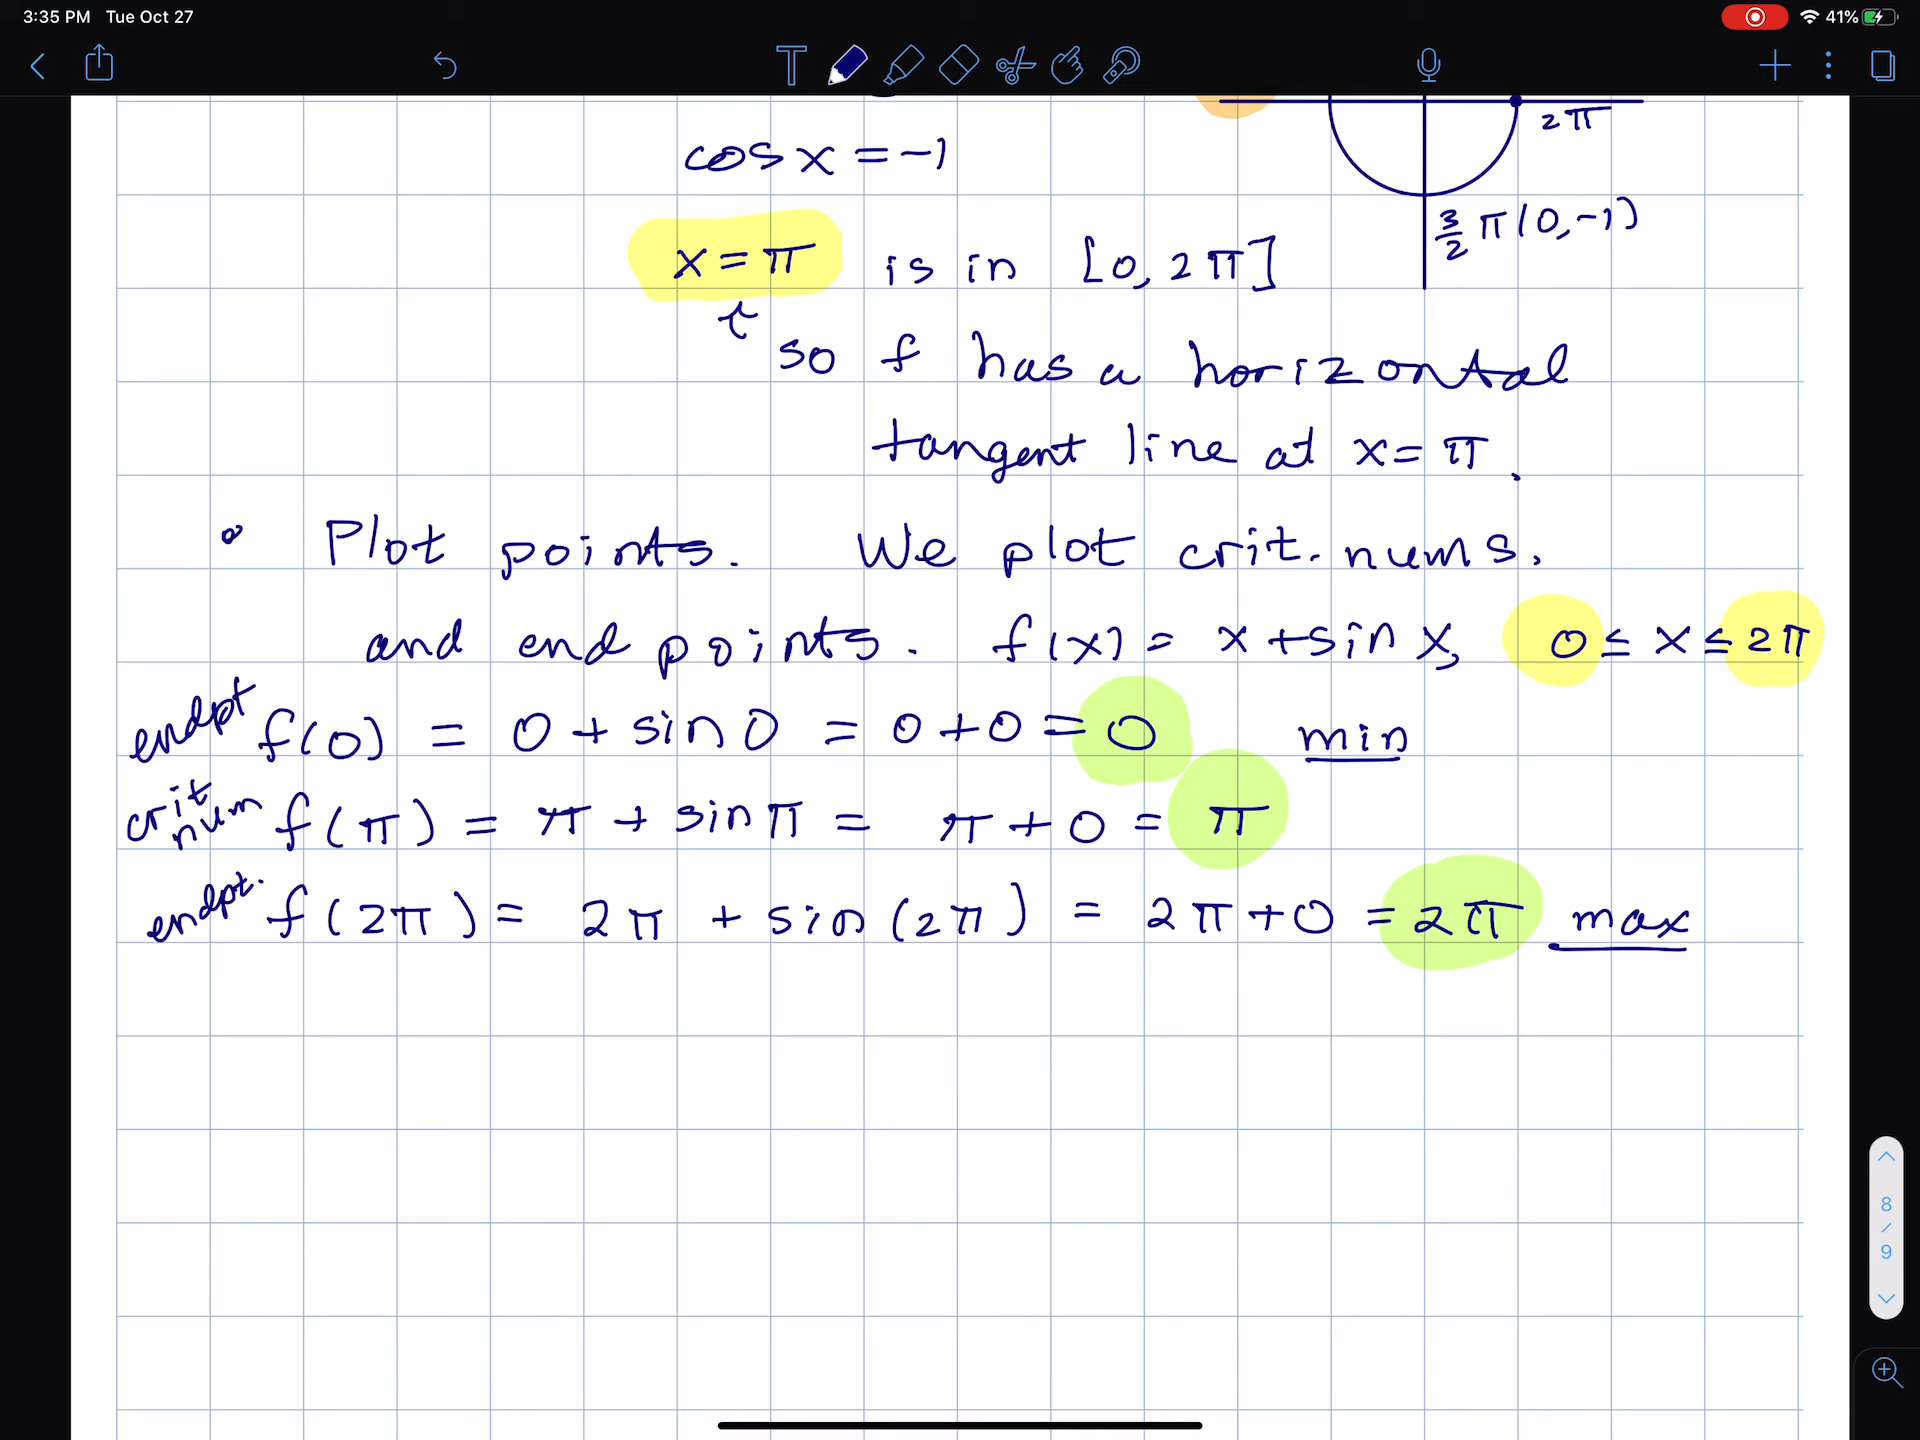 3:35 PM Tue Oct 27
41%
2π
cos x = -1
3/2 π (0,-1)
x = π is in [0, 2π]
so f has a horizontal
tangent line at x = π.
• Plot points. We plot crit. nums.
and end points. f(x) = x + sin x, 0 ≤ x ≤ 2π
endpt f(0) = 0 + sin 0 = 0 + 0 = 0 min
crit num f(π) = π + sin π = π + 0 = π
endpt. f(2π) = 2π + sin(2π) = 2π + 0 = 2π max
8
/
9